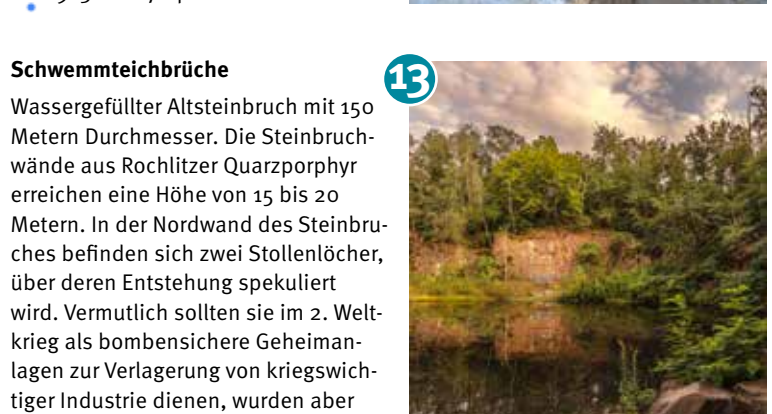 Schwemmteichbrüche
13
Wassergefüllter Altsteinbruch mit 150
Metern Durchmesser. Die Steinbruch-
wände aus Rochlitzer Quarzporphyr
erreichen eine Höhe von 15 bis 20
Metern. In der Nordwand des Steinbru-
ches befinden sich zwei Stollenlöcher,
über deren Entstehung spekuliert
wird. Vermutlich sollten sie im 2. Welt-
krieg als bombensichere Geheiman-
lagen zur Verlagerung von kriegswich-
tiger Industrie dienen, wurden aber